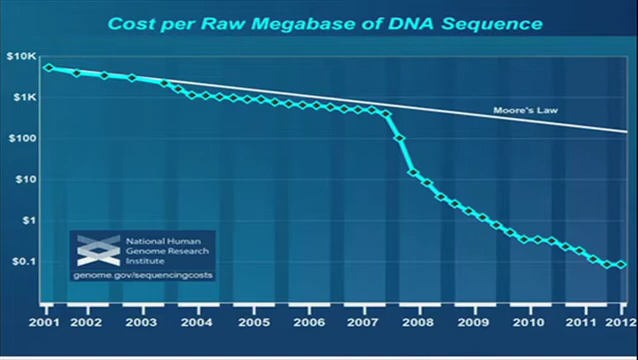 Cost per Raw Megabase of DNA Sequence
$10K
$1K
$100
$10
$1
$0.1
Moore's Law
National Human
Genome Research
Institute
genome.gov/sequencingcosts
2001 2002 2003 2004 2005 2006 2007 2008 2009 2010 2011 2012